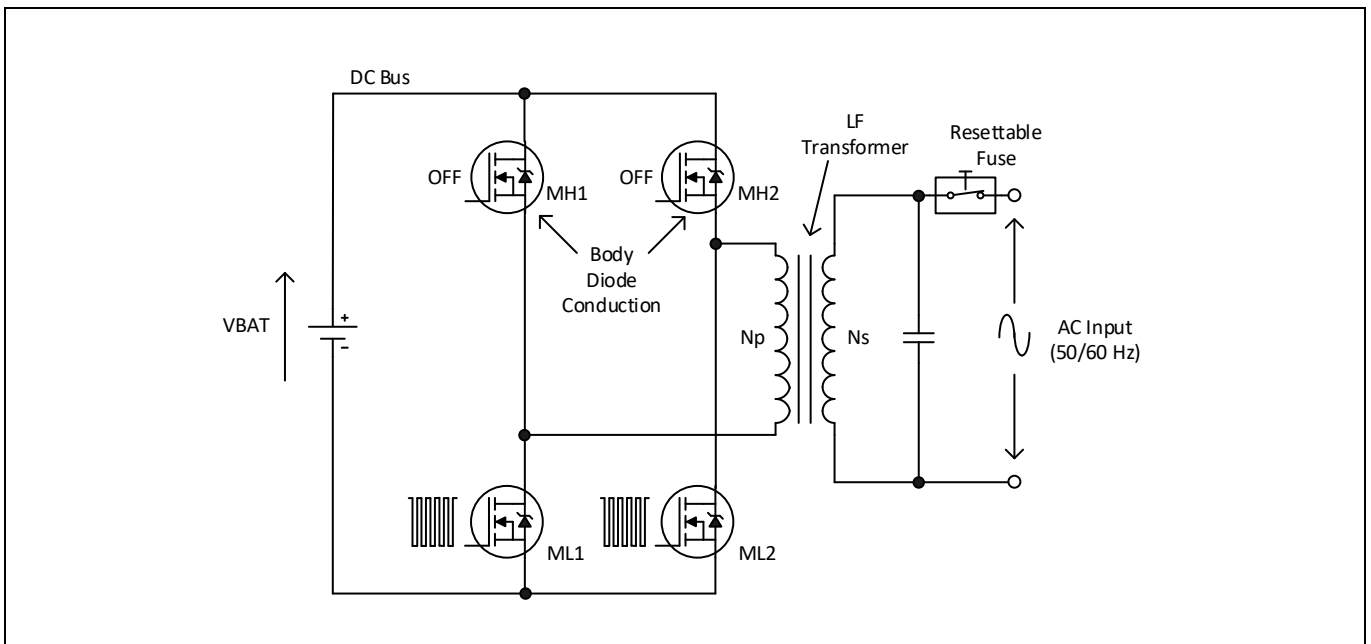 DC Bus
LF
Transformer
Resettable
Fuse
OFF
MH1
OFF
MH2
Body
Diode
Conduction
VBAT
+
-
Np
Ns
AC Input
(50/60 Hz)
ML1
ML2